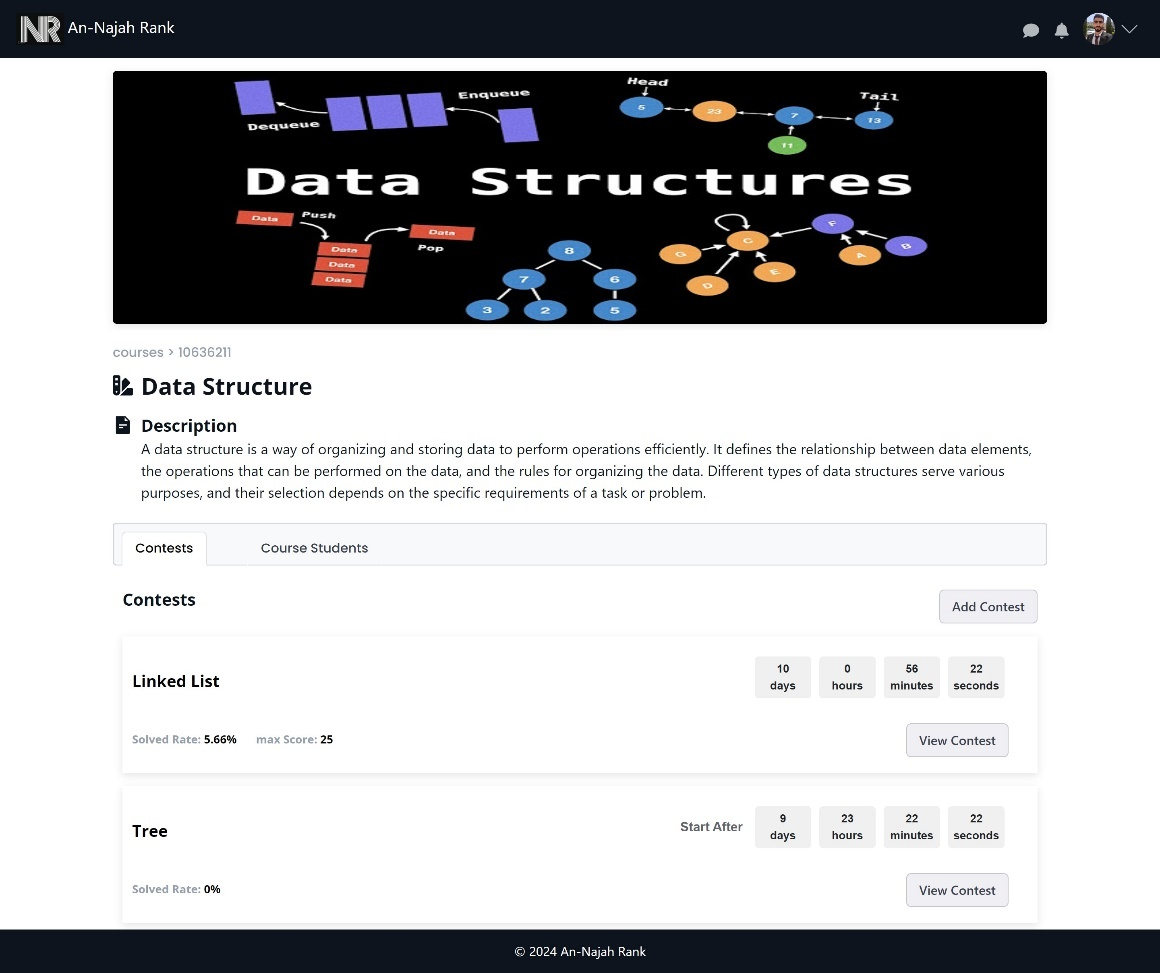 NR An-Najah Rank
Head
Enqueue
Tail
5
23
7
13
Dequeue
11
Data Structures
Data
Push
Data
Pop
F
C
B
Data
8
G
A
Data
E
Data
7
6
D
3
2
5
courses > 10636211
Data Structure
Description
A data structure is a way of organizing and storing data to perform operations efficiently. It defines the relationship between data elements,
the operations that can be performed on the data, and the rules for organizing the data. Different types of data structures serve various
purposes, and their selection depends on the specific requirements of a task or problem.
Contests
Course Students
Contests
Add Contest
Linked List
10 days
0 hours
56 minutes
22 seconds
Solved Rate: 5.66% max Score: 25
View Contest
Tree
Start After
9 days
23 hours
22 minutes
22 seconds
Solved Rate: 0%
View Contest
© 2024 An-Najah Rank